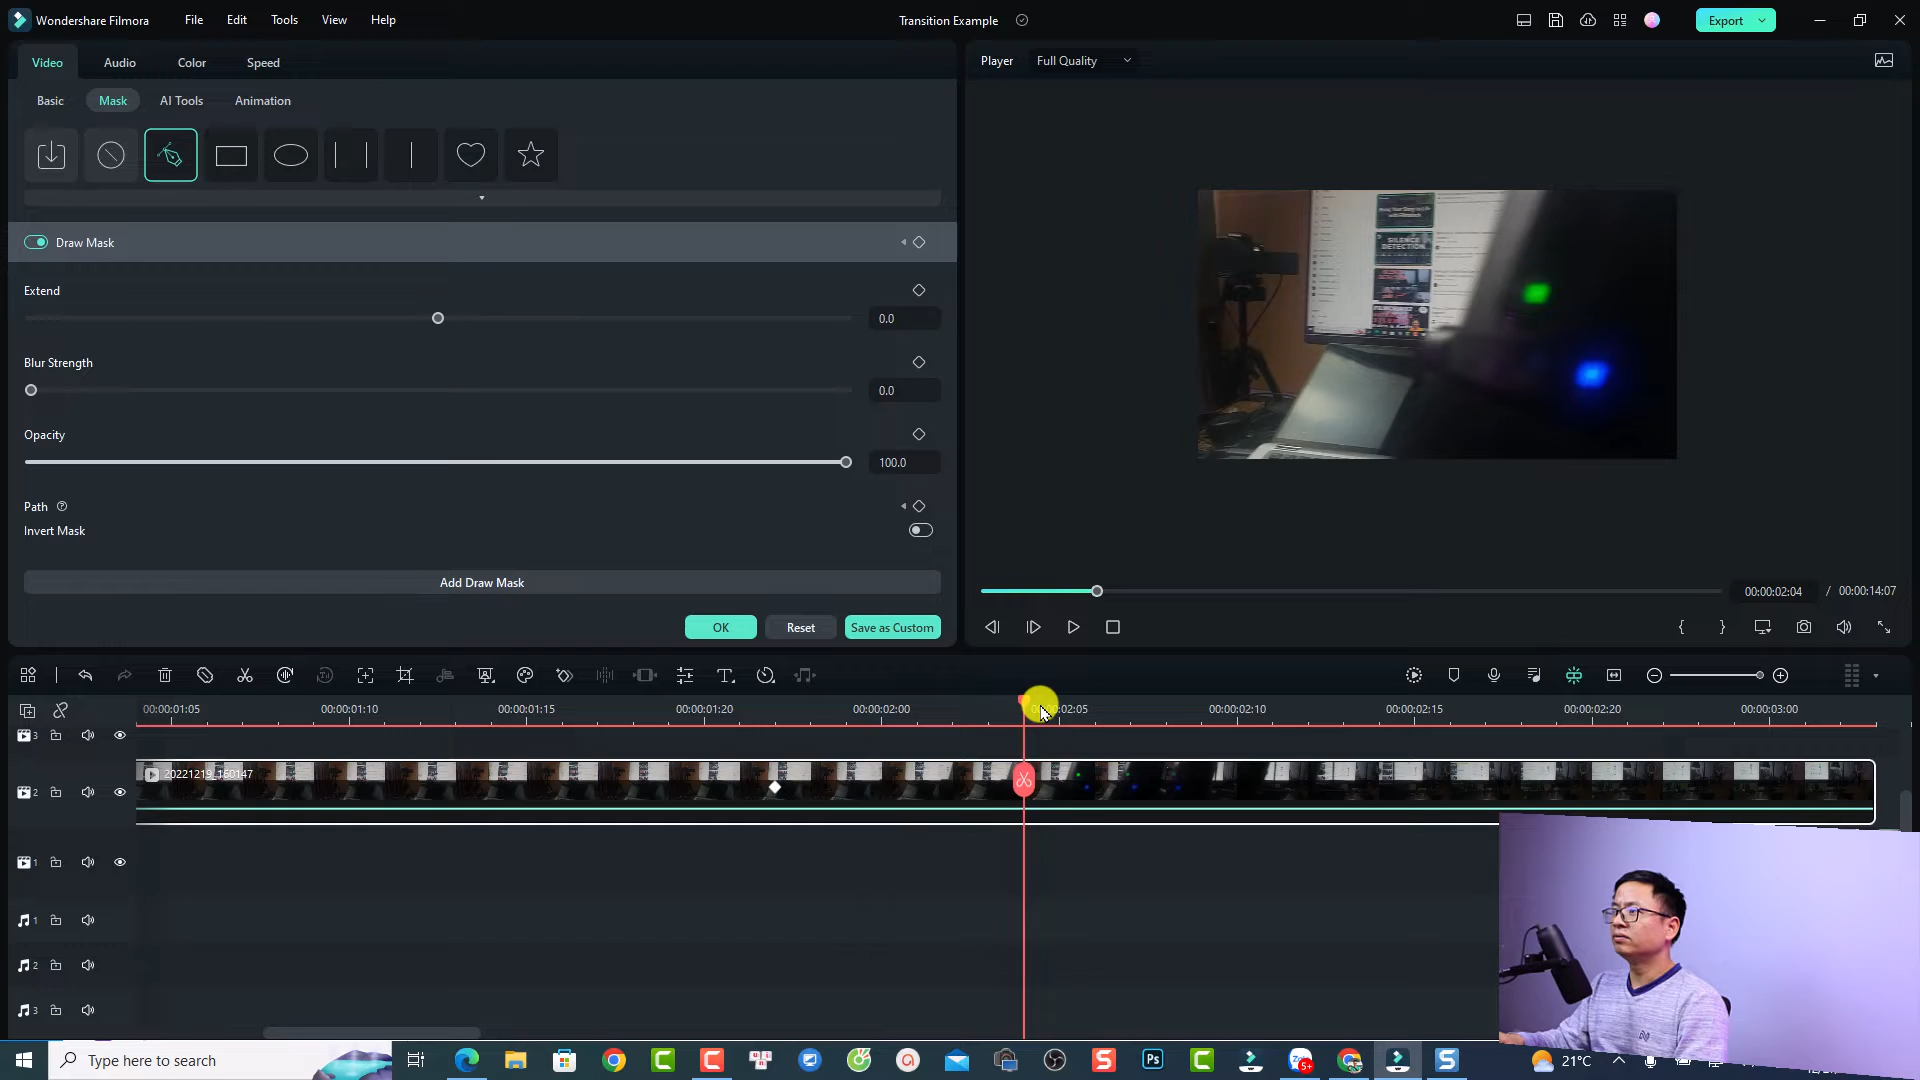 Wondershare Filmora
File
Edit
Tools
View
Help
Transition Example
Export
Video
Audio
Color
Speed
Player
Full Quality
Basic
Mask
AI Tools
Animation
Draw Mask
Extend
0.0
Blur Strength
0.0
Opacity
100.0
Path
Invert Mask
Add Draw Mask
OK
Reset
Save as Custom
SILENCE
DETECTION
00:00:02:04 / 00:00:14:07
00:00:01:05
00:00:01:10
00:00:01:15
00:00:01:20
00:00:02:00
00:00:02:05
00:00:02:10
00:00:02:15
00:00:02:20
00:00:03:00
3
20221219_160147
2
1
1
2
3
Type here to search
5+
Ps
21°C